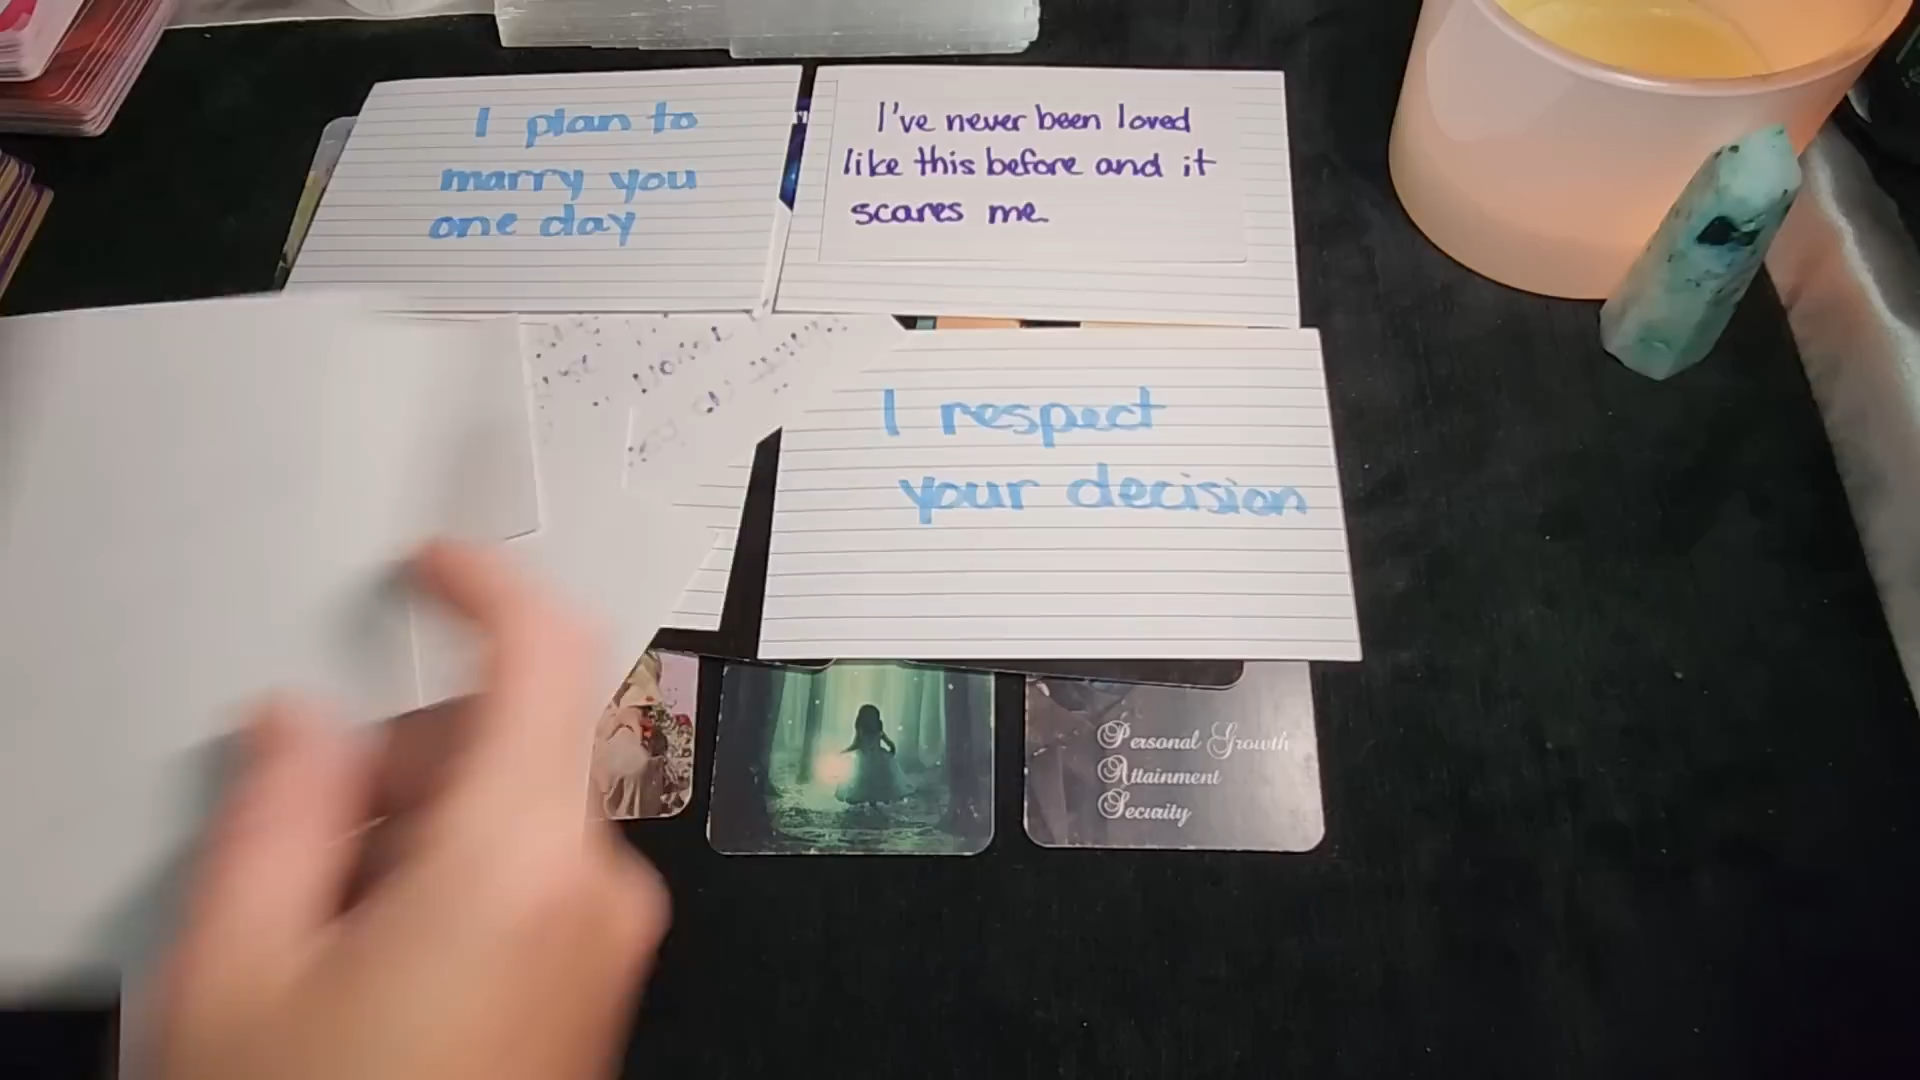 I plan to
marry you
one day
I've never been loved
like this before and it
scares me
I respect
your decision
Personal Growth
Attainment
Security